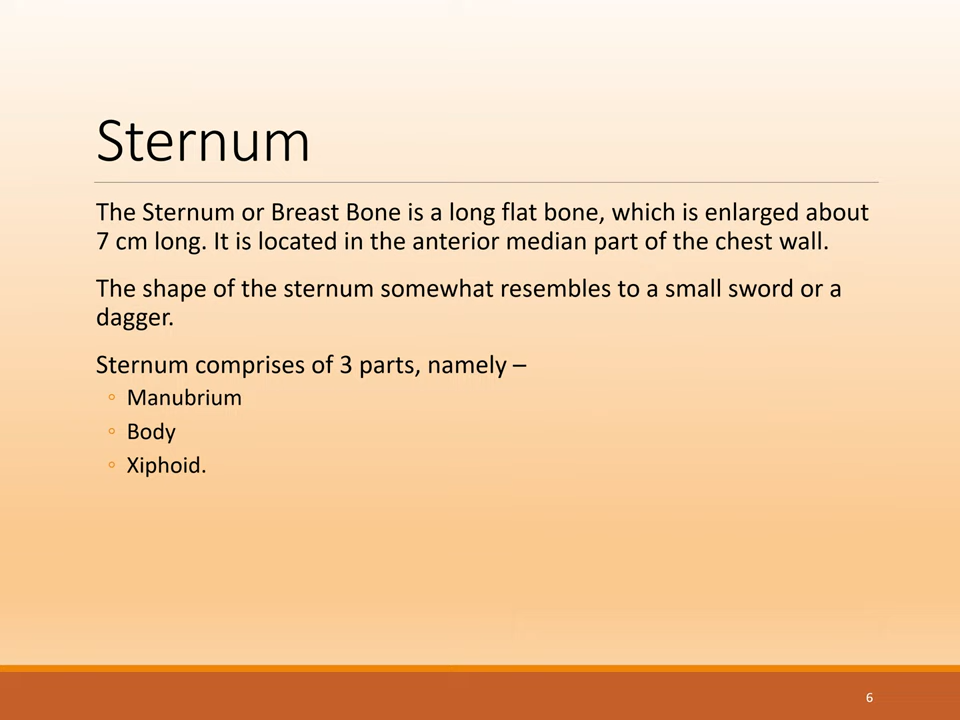 Sternum
The Sternum or Breast Bone is a long flat bone, which is enlarged about
7 cm long. It is located in the anterior median part of the chest wall.
The shape of the sternum somewhat resembles to a small sword or a
dagger.
Sternum comprises of 3 parts, namely –
◦ Manubrium
◦ Body
◦ Xiphoid.
6